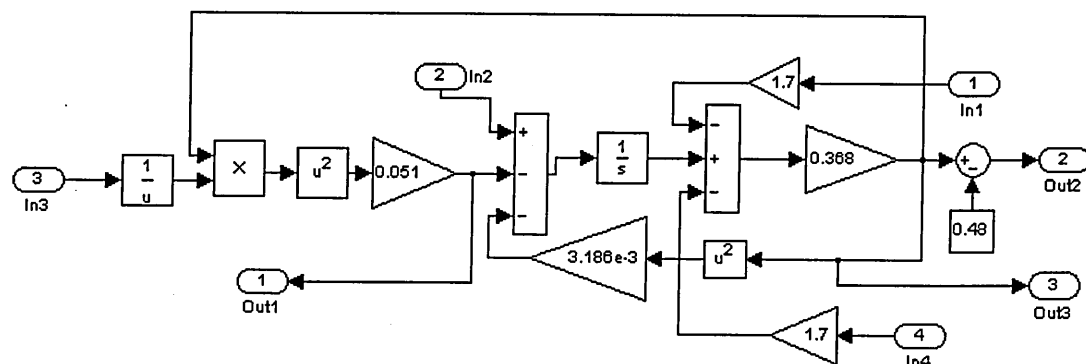 2
In2
1.7
1
In1
+
−
−
−
+
−
3
In3
1
u
×
u²
0.051
1
s
0.368
+
−
2
Out2
0.48
3.186e-3
u²
1
Out1
3
Out3
1.7
4
In4